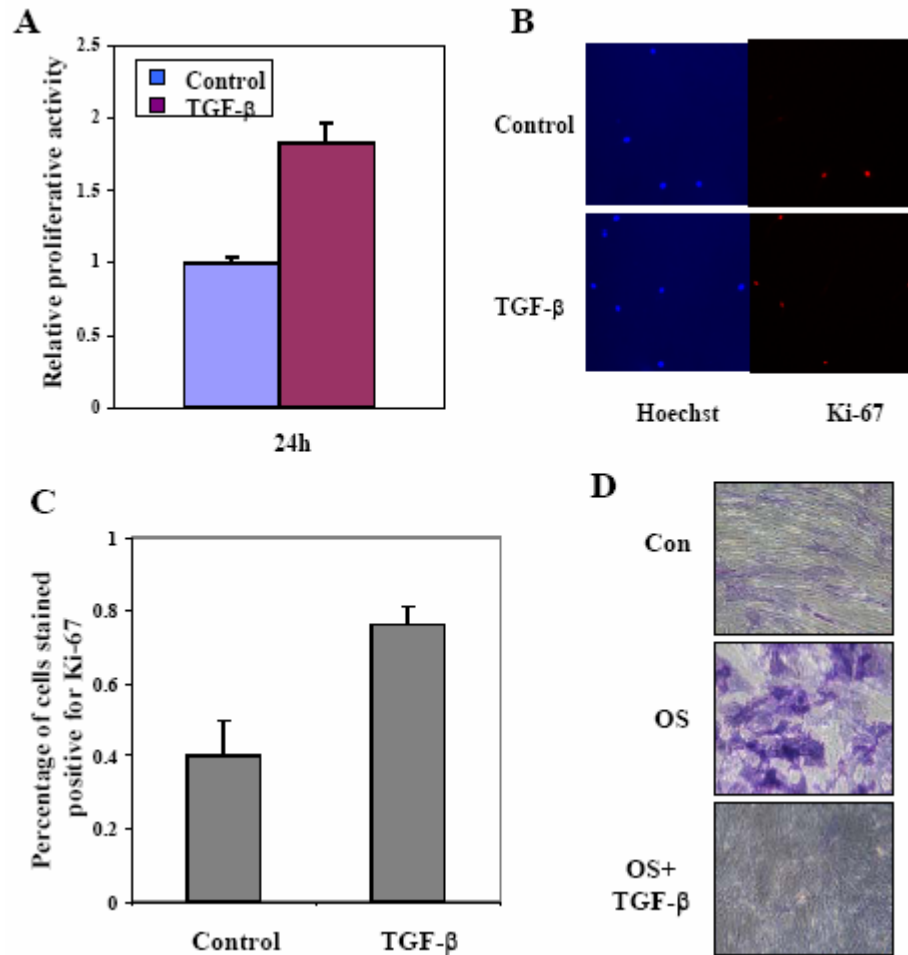 A
2.5
2
1.5
1
0.5
0
Relative proliferative activity
Control
TGF-β
24h
B
Control
TGF-β
Hoechst
Ki-67
C
1
0.8
0.6
0.4
0.2
0
Percentage of cells stained
positive for Ki-67
Control
TGF-β
D
Con
OS
OS+
TGF-β